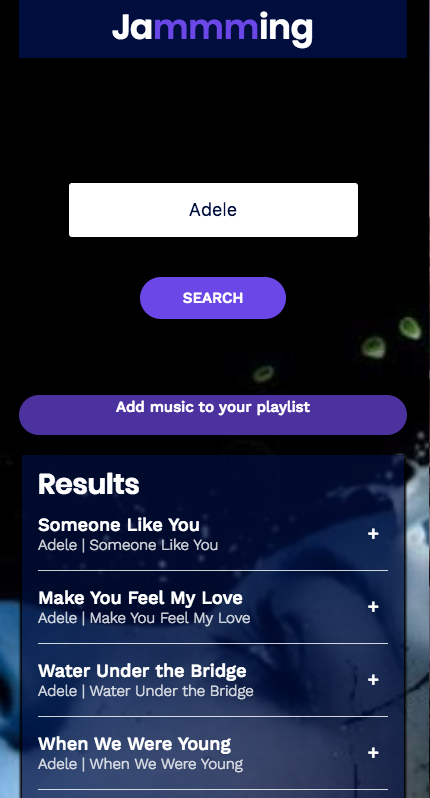 Jammming
Adele
SEARCH
Add music to your playlist
Results
Someone Like You
+
Adele | Someone Like You
Make You Feel My Love
+
Adele | Make You Feel My Love
Water Under the Bridge
+
Adele | Water Under the Bridge
When We Were Young
+
Adele | When We Were Young